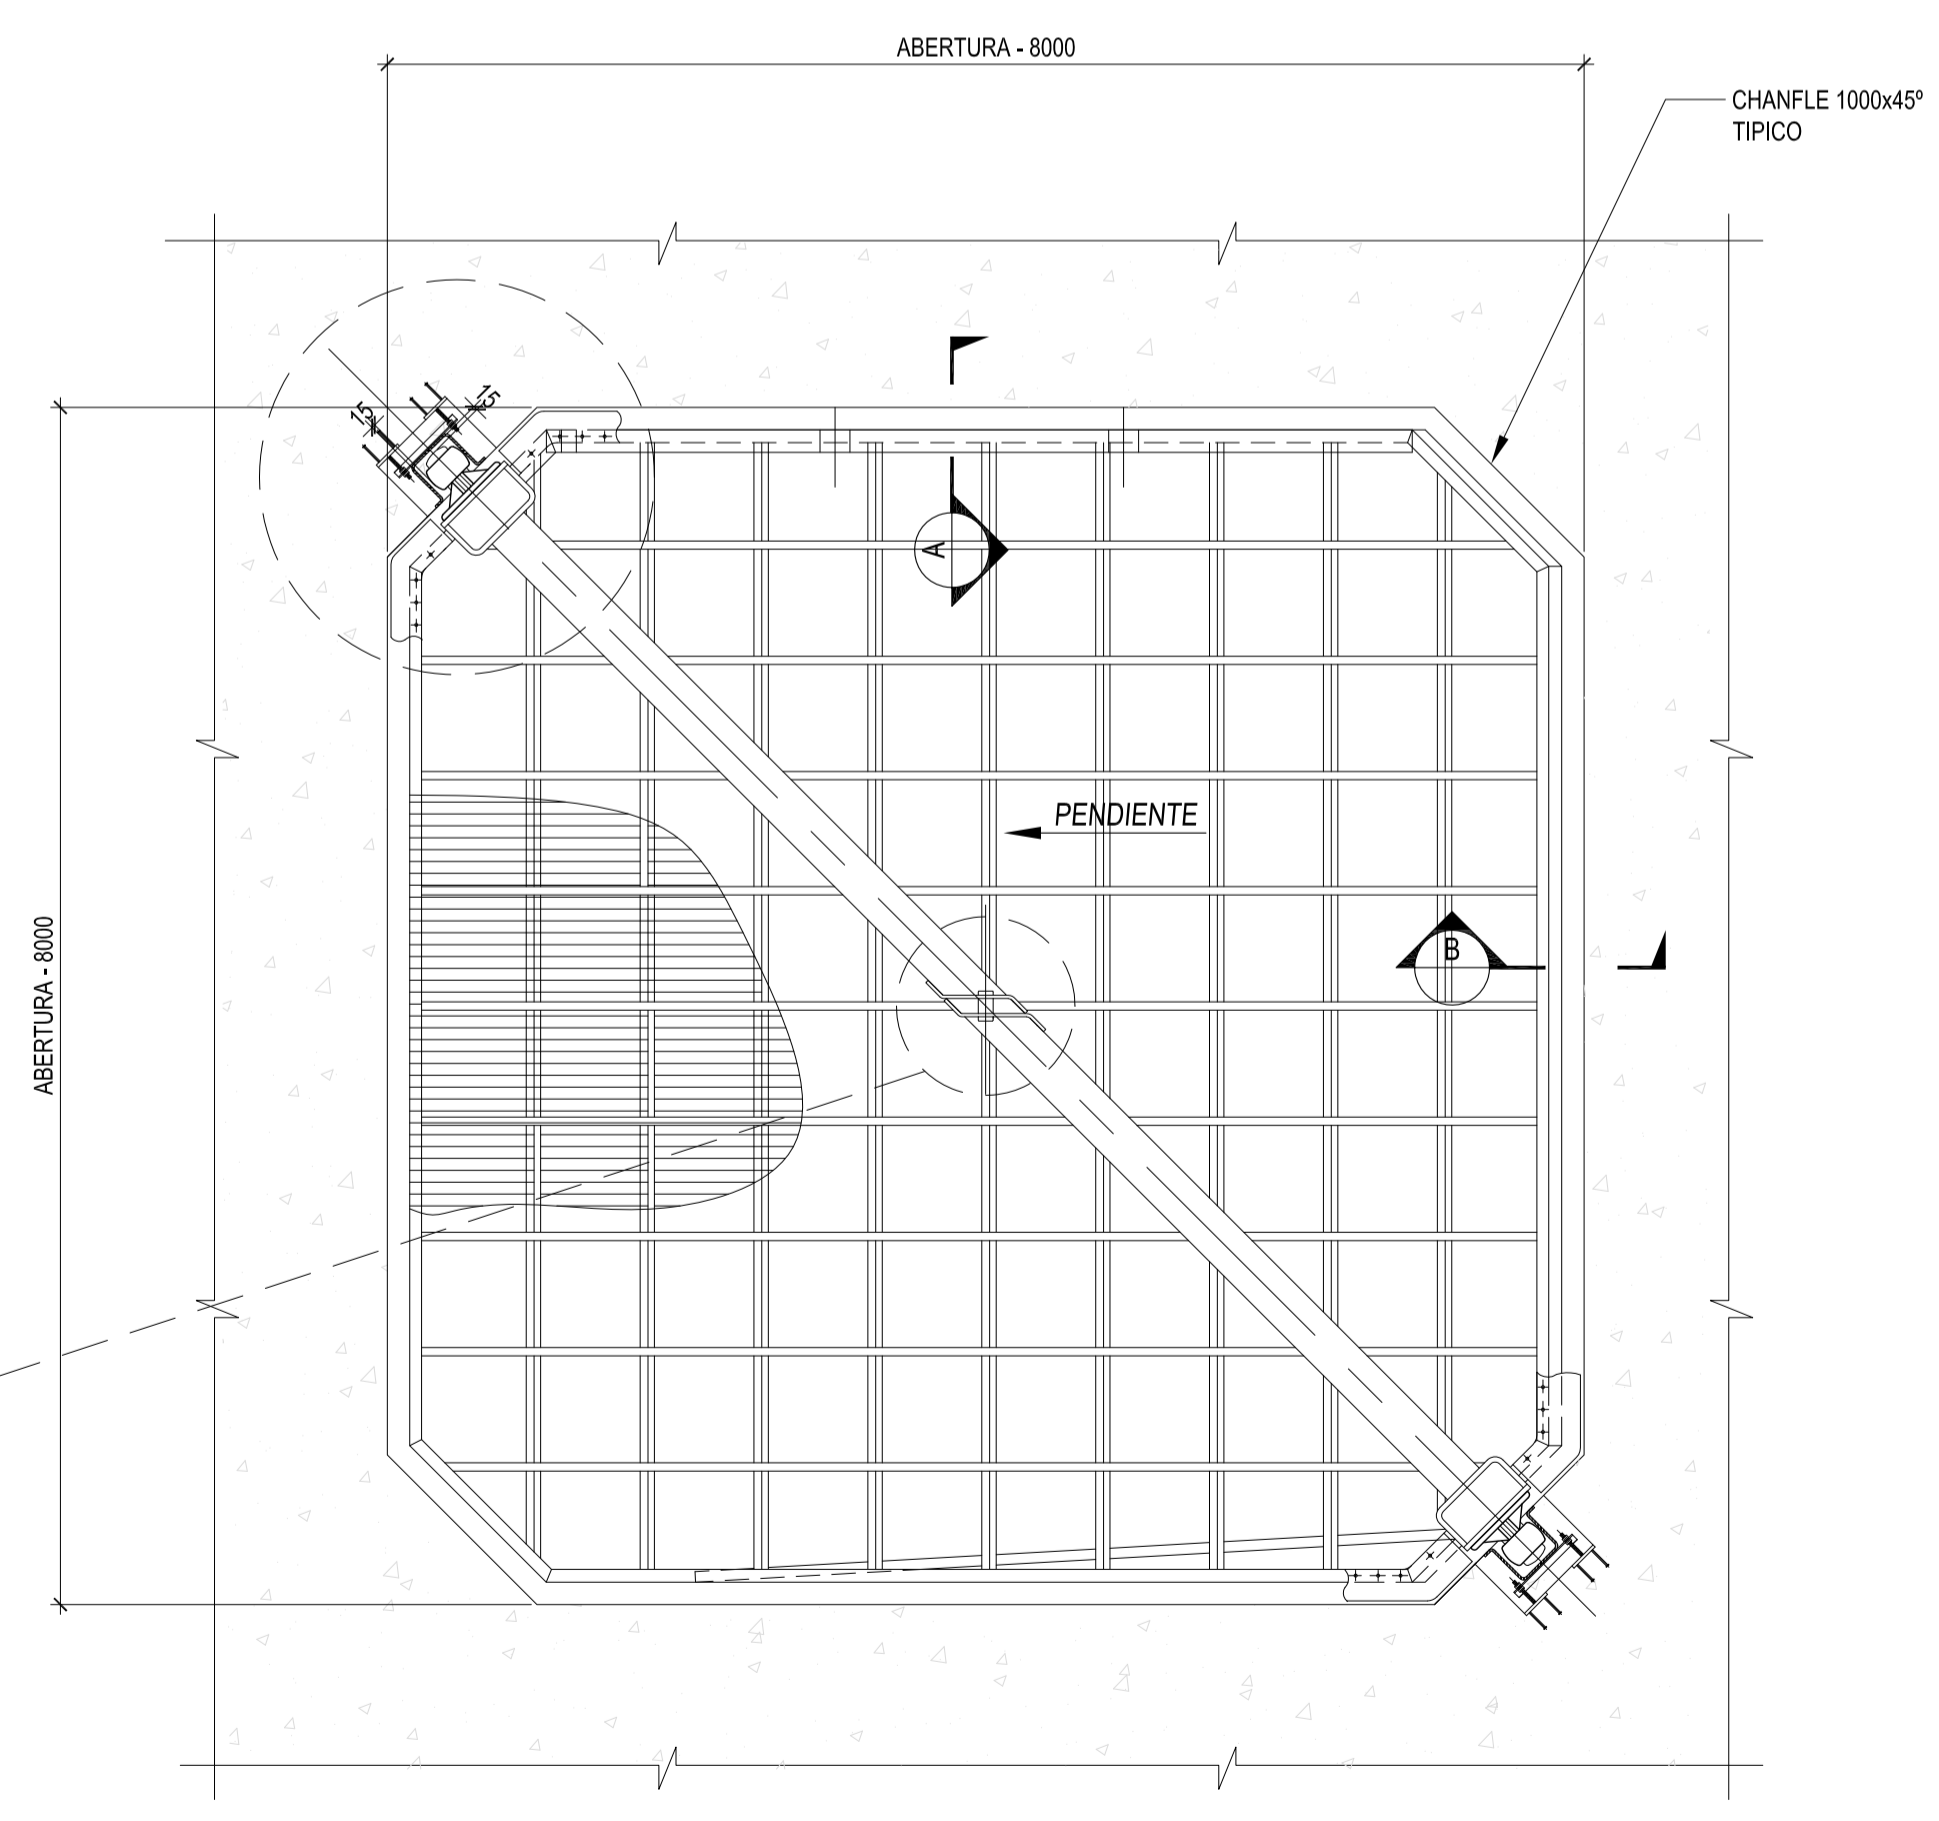 ABERTURA - 8000
CHANFLE 1000x45º
TIPICO
15
15
A
PENDIENTE
B
ABERTURA - 8000